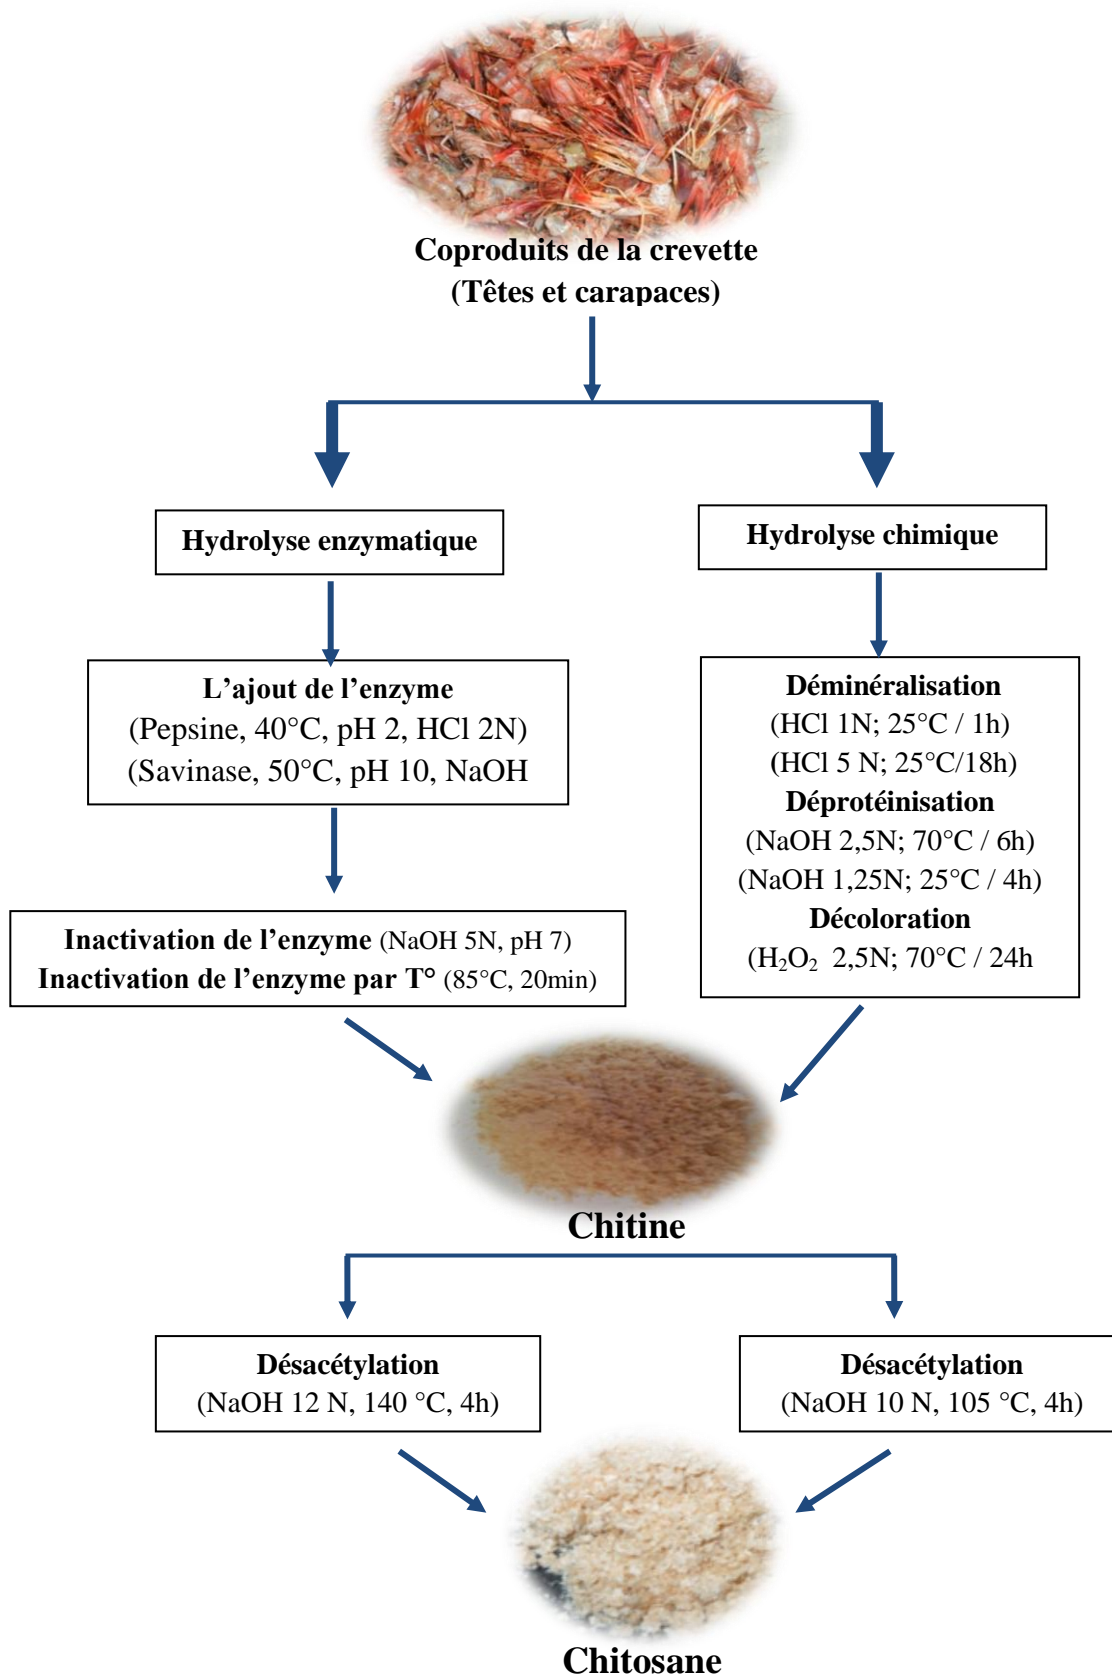 Coproduits de la crevette
(Têtes et carapaces)
Hydrolyse enzymatique
Hydrolyse chimique
L’ajout de l’enzyme
(Pepsine, 40°C, pH 2, HCl 2N)
(Savinase, 50°C, pH 10, NaOH
Déminéralisation
(HCl 1N; 25°C / 1h)
(HCl 5 N; 25°C/18h)
Déprotéinisation
(NaOH 2,5N; 70°C / 6h)
(NaOH 1,25N; 25°C / 4h)
Décoloration
(H₂O₂ 2,5N; 70°C / 24h
Inactivation de l’enzyme (NaOH 5N, pH 7)
Inactivation de l’enzyme par T° (85°C, 20min)
Chitine
Désacétylation
(NaOH 12 N, 140 °C, 4h)
Désacétylation
(NaOH 10 N, 105 °C, 4h)
Chitosane